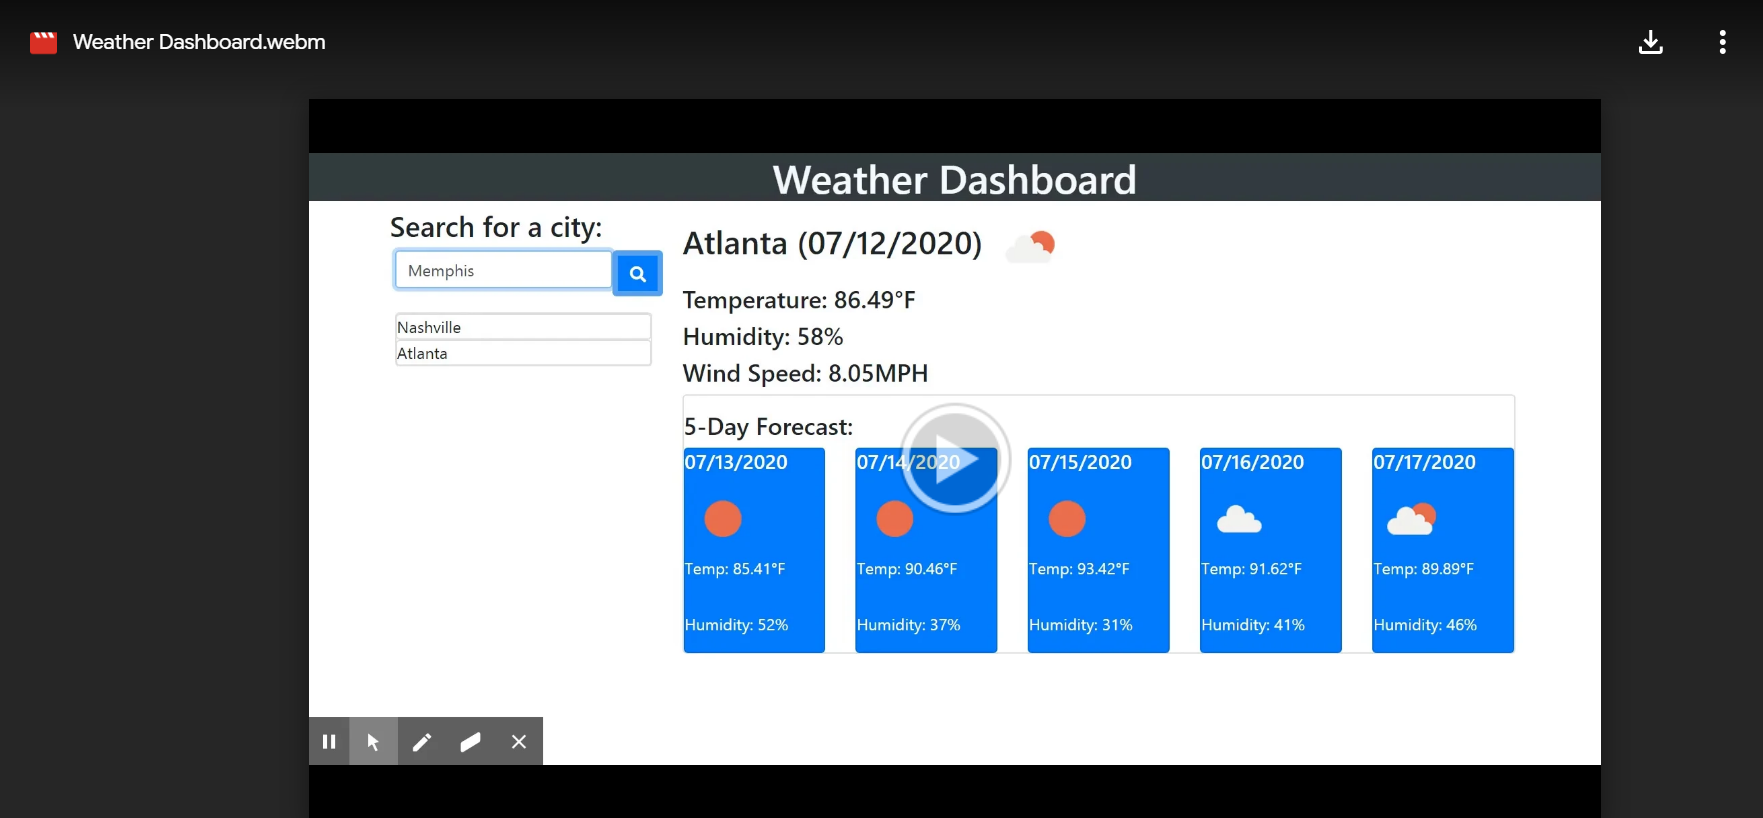 Weather Dashboard.webm
Weather Dashboard
Search for a city:
Memphis
Nashville
Atlanta
Atlanta (07/12/2020)
Temperature: 86.49°F
Humidity: 58%
Wind Speed: 8.05MPH
5-Day Forecast:
07/13/2020 07/14/2020 07/15/2020 07/16/2020 07/17/2020
Temp: 85.41°F Temp: 90.46°F Temp: 93.42°F Temp: 91.62°F Temp: 89.89°F
Humidity: 52% Humidity: 37% Humidity: 31% Humidity: 41% Humidity: 46%